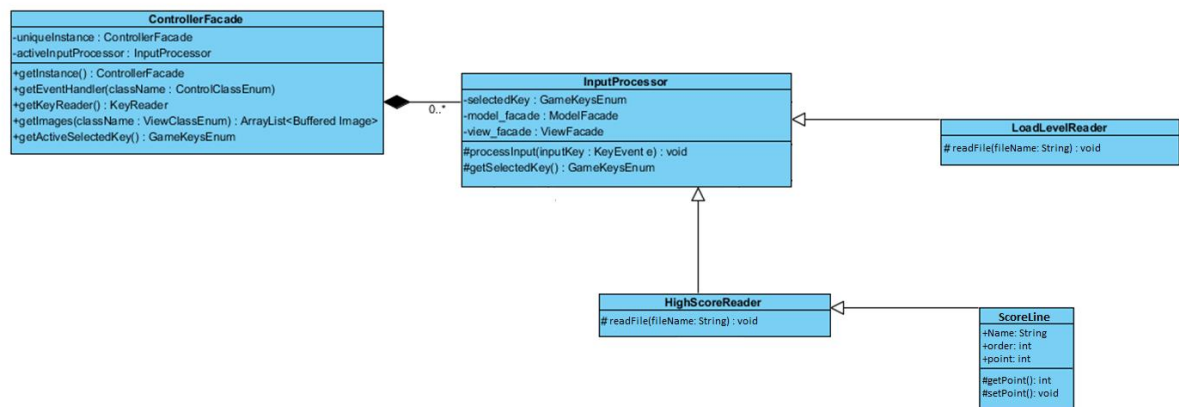 ControllerFacade
-uniqueInstance : ControllerFacade
-activeInputProcessor : InputProcessor
+getInstance() : ControllerFacade
+getEventHandler(className : ControlClassEnum)
+getKeyReader() : KeyReader
+getImages(className : ViewClassEnum) : ArrayList<Buffered Image>
+getActiveSelectedKey() : GameKeysEnum
0..*
InputProcessor
-selectedKey : GameKeysEnum
-model_facade : ModelFacade
-view_facade : ViewFacade
#processInput(inputKey : KeyEvent e) : void
#getSelectedKey() : GameKeysEnum
LoadLevelReader
# readFile(fileName: String) : void
HighScoreReader
# readFile(fileName: String) : void
ScoreLine
+Name: String
+order: int
+point: int
#getPoint(): int
#setPoint(): void